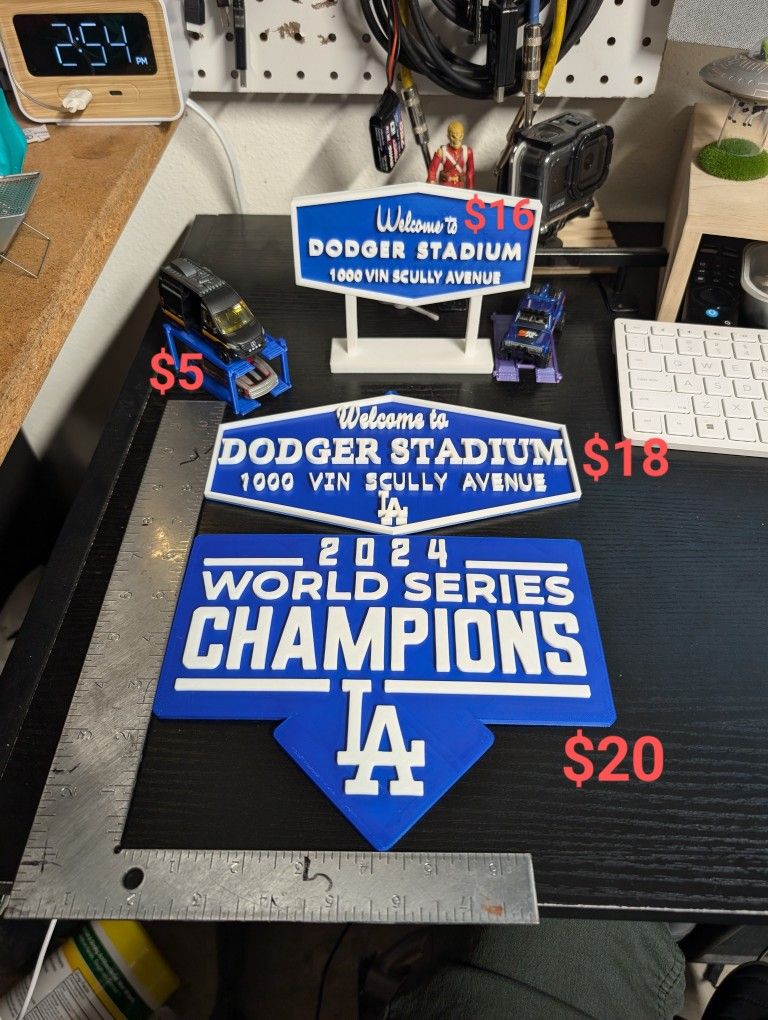 2:54 PM
Welcome to
DODGER STADIUM
1000 VIN SCULLY AVENUE
$16
$5
Welcome to
DODGER STADIUM
1000 VIN SCULLY AVENUE
LA
$18
2024
WORLD SERIES
CHAMPIONS
LA
$20